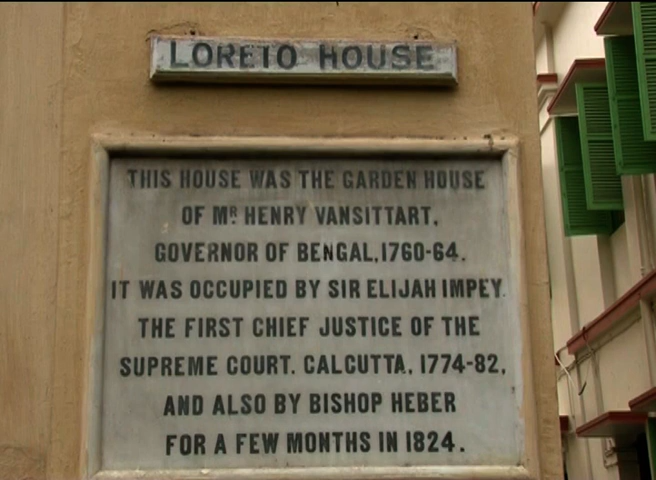 LORETO HOUSE
THIS HOUSE WAS THE GARDEN HOUSE
OF MR HENRY VANSITTART,
GOVERNOR OF BENGAL, 1760-64.
IT WAS OCCUPIED BY SIR ELIJAH IMPEY
THE FIRST CHIEF JUSTICE OF THE
SUPREME COURT. CALCUTTA, 1774-82,
AND ALSO BY BISHOP HEBER
FOR A FEW MONTHS IN 1824.